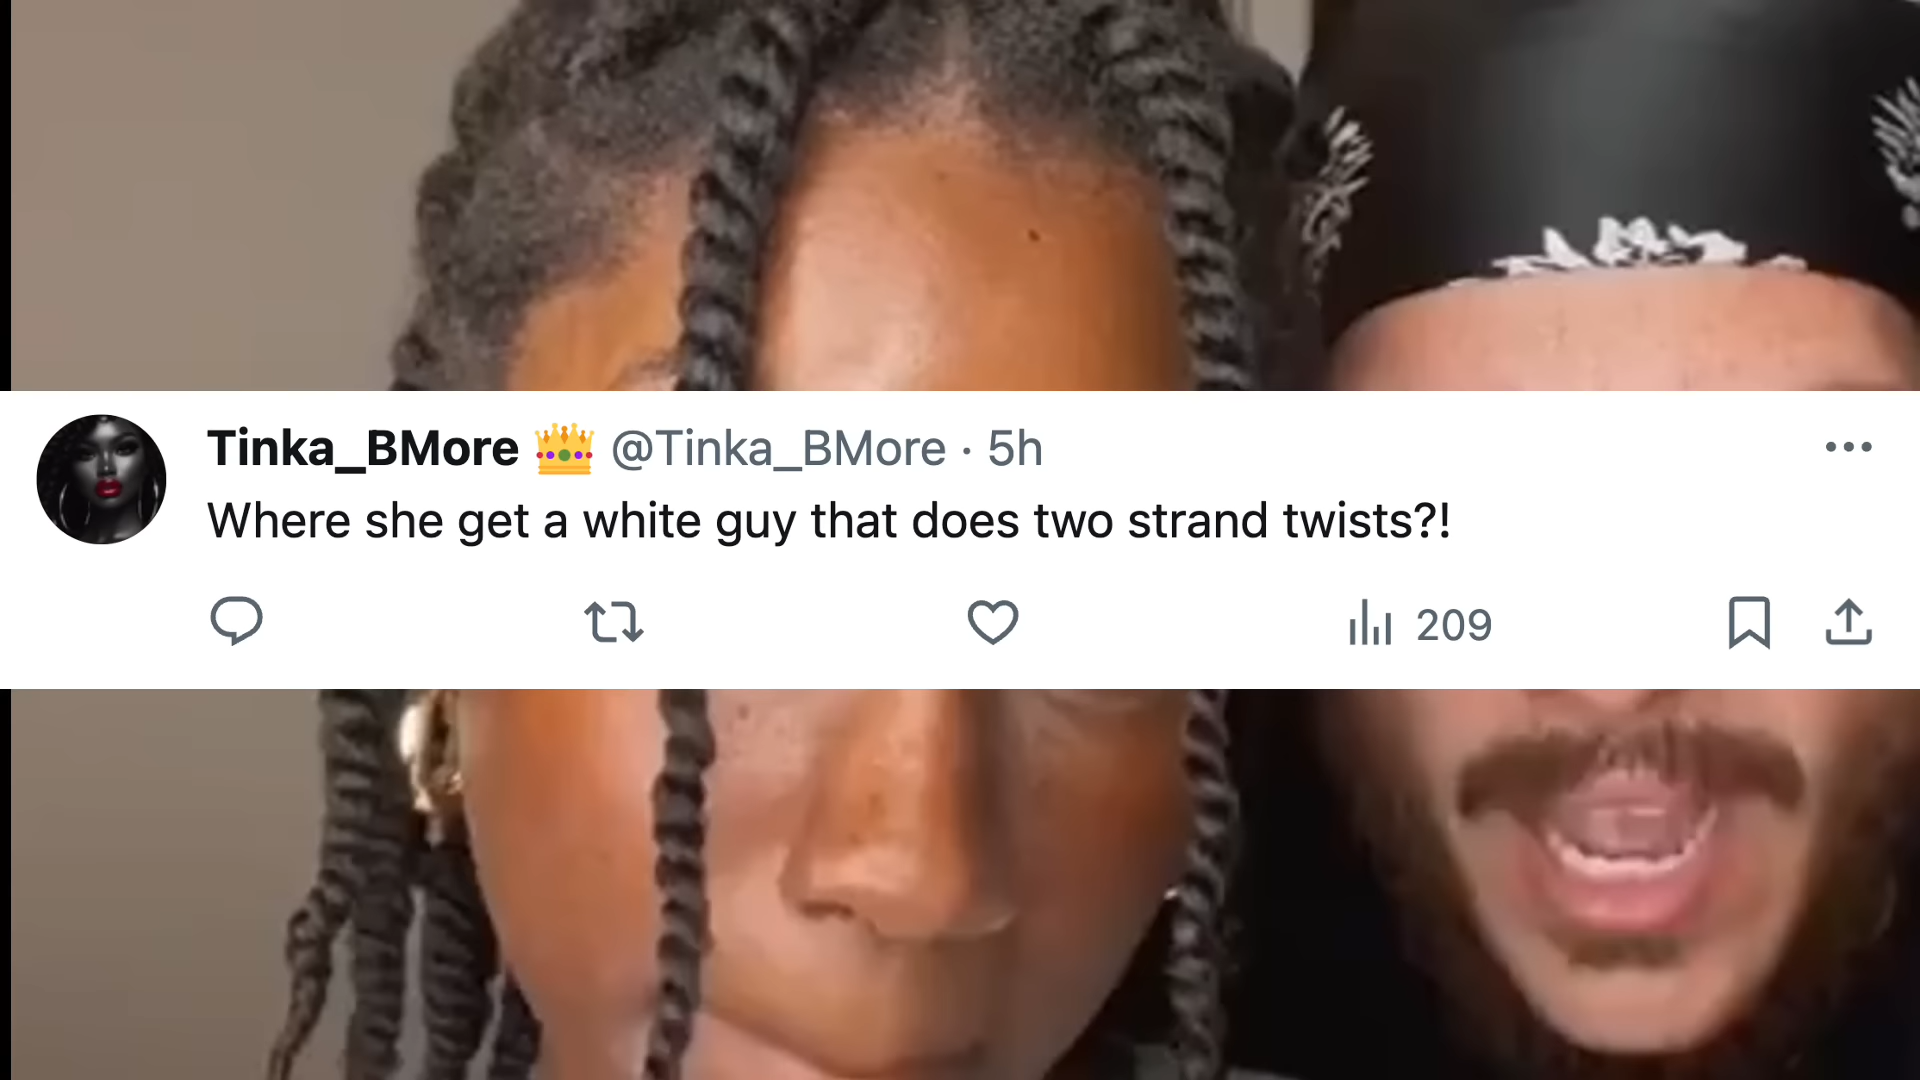 Tinka_BMore 👑 @Tinka_BMore · 5h
Where she get a white guy that does two strand twists?!
209